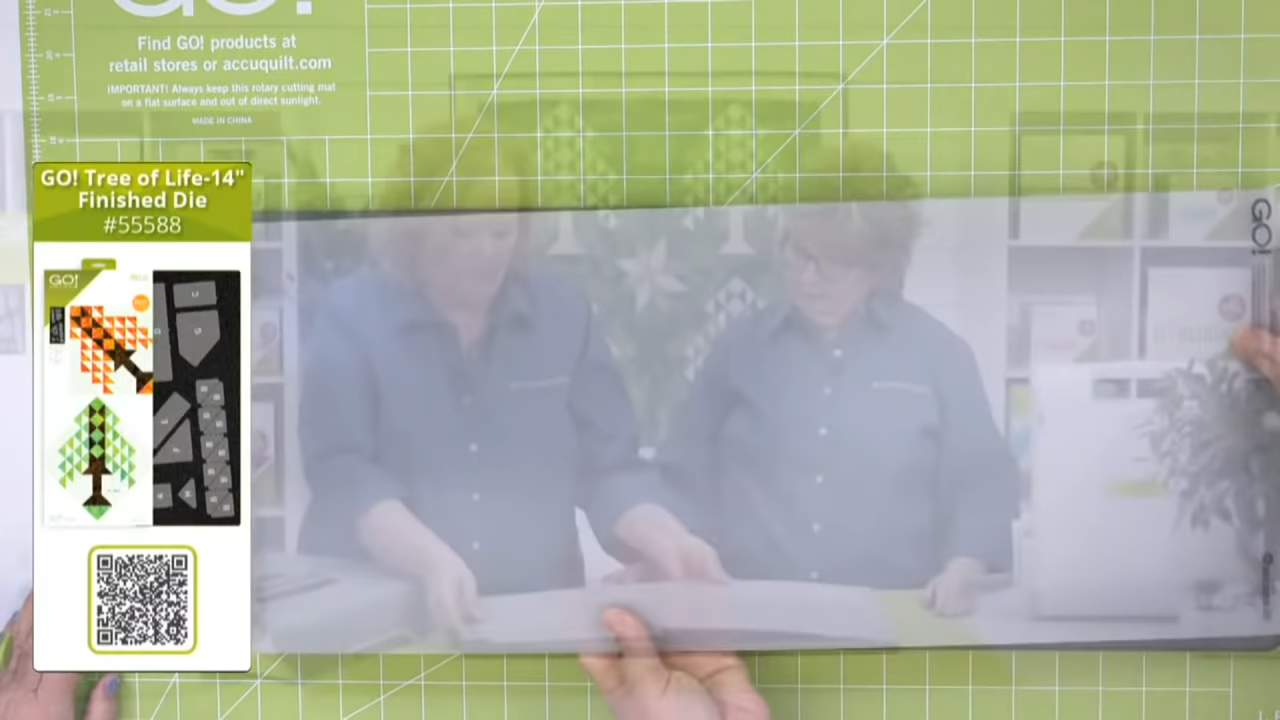 GO!
Find GO! products at
retail stores or accuquilt.com
IMPORTANT! Always keep this rotary cutting mat
on a flat surface and out of direct sunlight.
MADE IN CHINA
GO! Tree of Life-14"
Finished Die
#55588
GO!
GO!